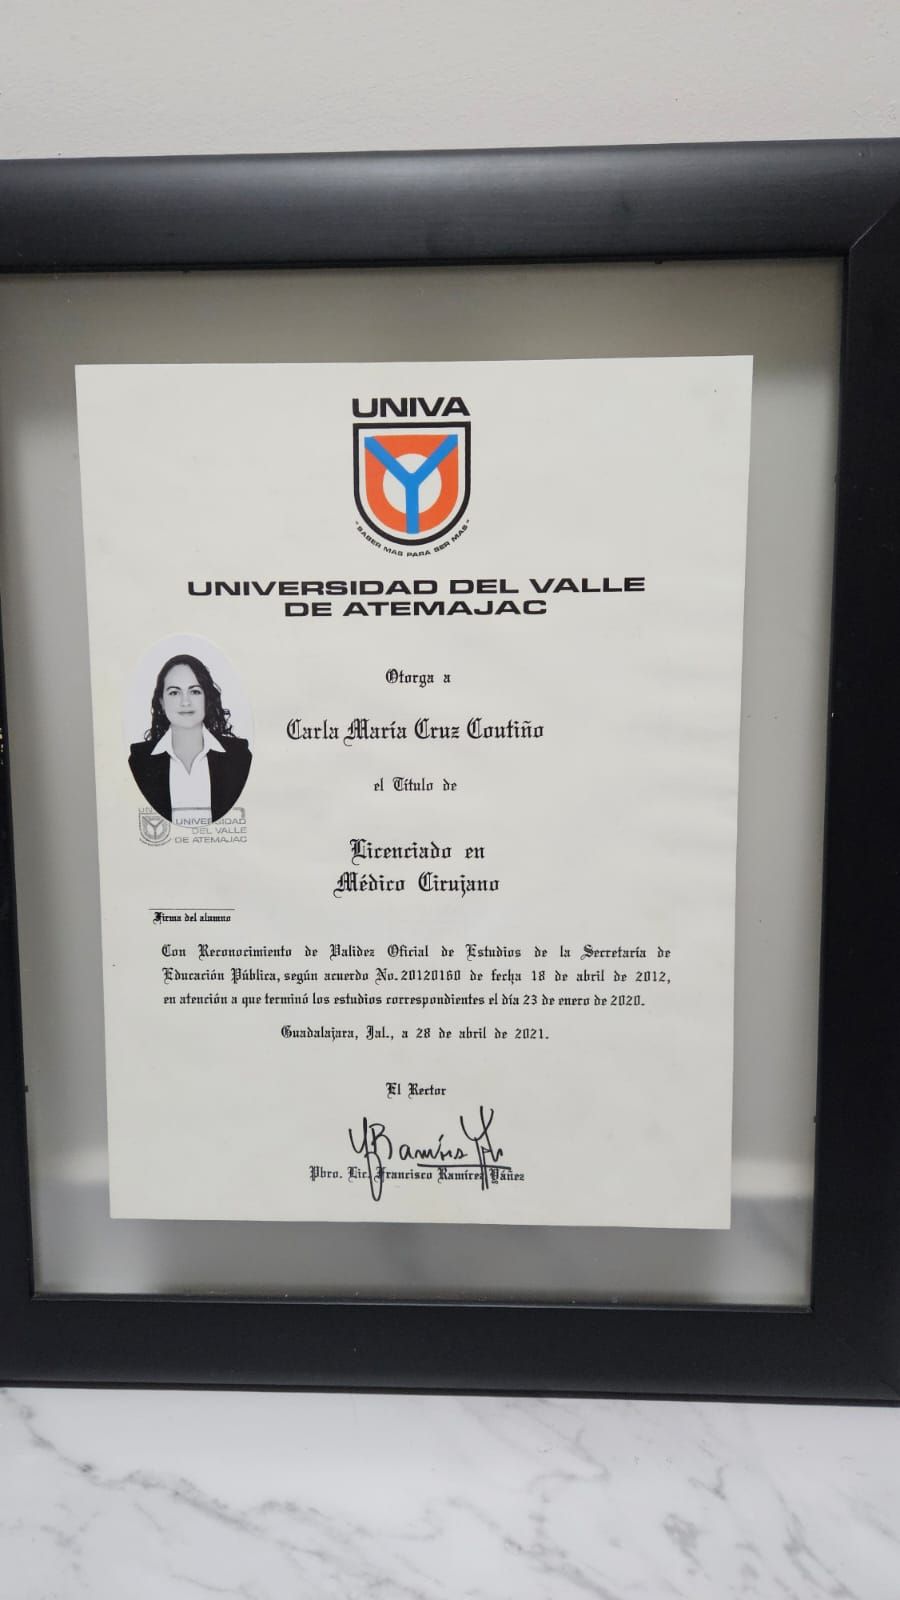 UNIVA
"SABER MAS PARA SER MAS"
UNIVERSIDAD DEL VALLE
DE ATEMAJAC
Otorga a
Carla María Cruz Coutiño
el Título de
UNIVERSIDAD
DEL VALLE
DE ATEMAJAC
Licenciado en
Médico Cirujano
Firma del alumno
Con Reconocimiento de Validez Oficial de Estudios de la Secretaría de
Educación Pública, según acuerdo No. 20120160 de fecha 18 de abril de 2012,
en atención a que terminó los estudios correspondientes el día 23 de enero de 2020.
Guadalajara, Jal., a 28 de abril de 2021.
El Rector
Pbro. Lic. Francisco Ramírez Yáñez